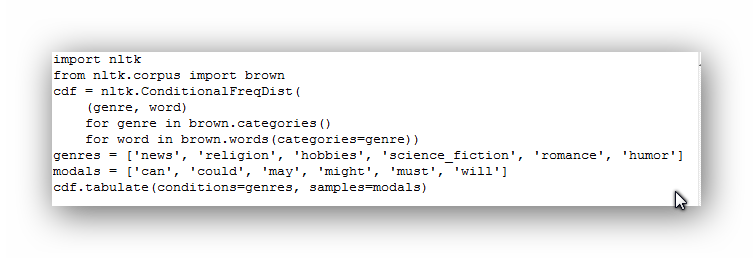 import nltk
from nltk.corpus import brown
cdf = nltk.ConditionalFreqDist(
    (genre, word)
    for genre in brown.categories()
    for word in brown.words(categories=genre))
genres = ['news', 'religion', 'hobbies', 'science_fiction', 'romance', 'humor']
modals = ['can', 'could', 'may', 'might', 'must', 'will']
cdf.tabulate(conditions=genres, samples=modals)